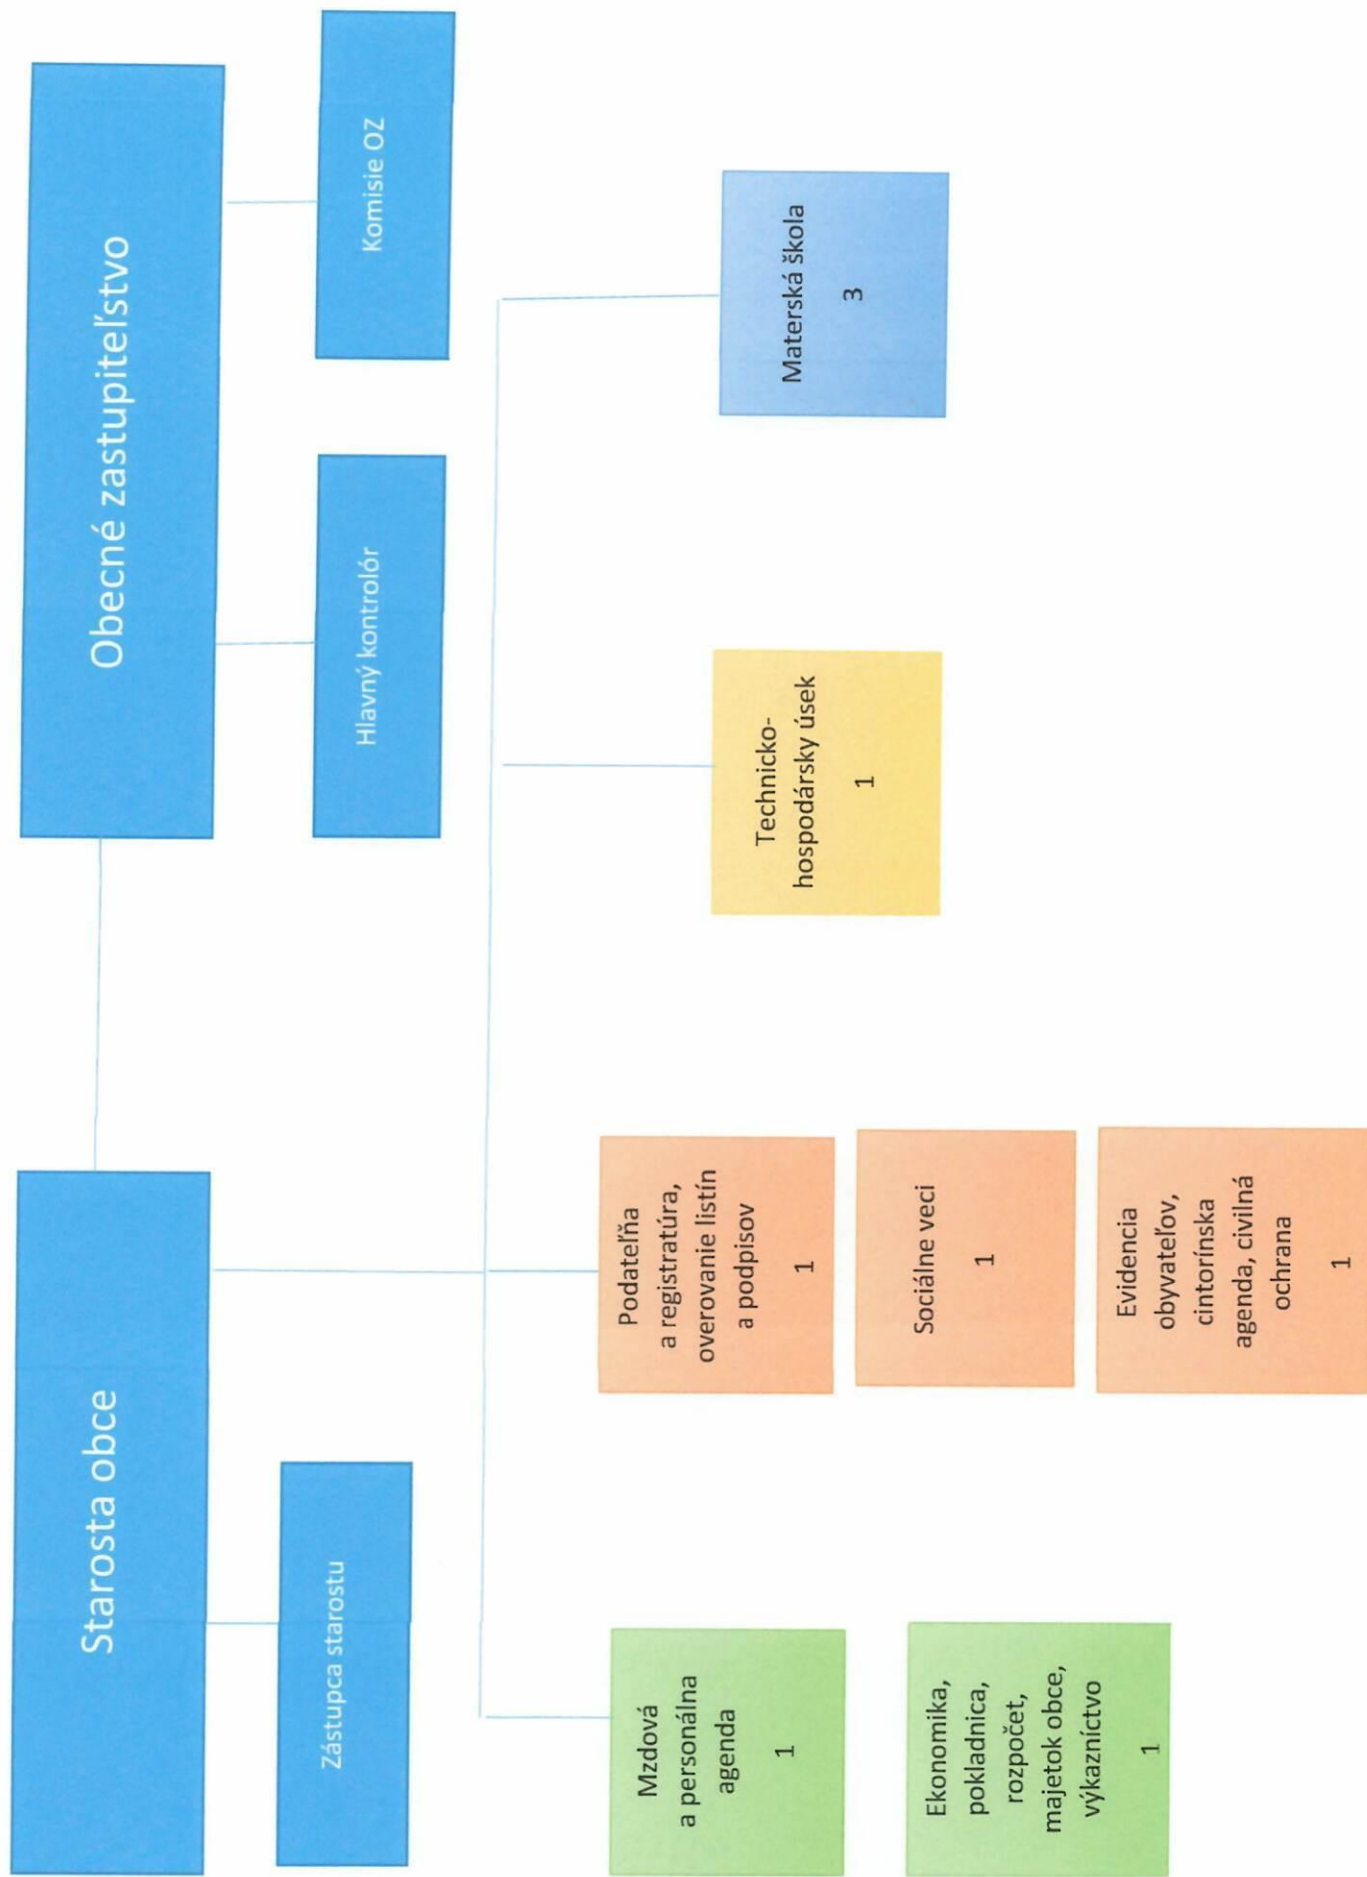 Starosta obce
Obecné zastupiteľstvo
Zástupca starostu
Hlavný kontrolór
Komisie OZ
Mzdová
a personálna
agenda
1
Ekonomika,
pokladnica,
rozpočet,
majetok obce,
výkazníctvo
1
Podateľňa
a registratúra,
overovanie listín
a podpisov
1
Sociálne veci
1
Evidencia
obyvateľov,
cintorínska
agenda, civilná
ochrana
1
Technicko-
hospodársky úsek
1
Materská škola
3